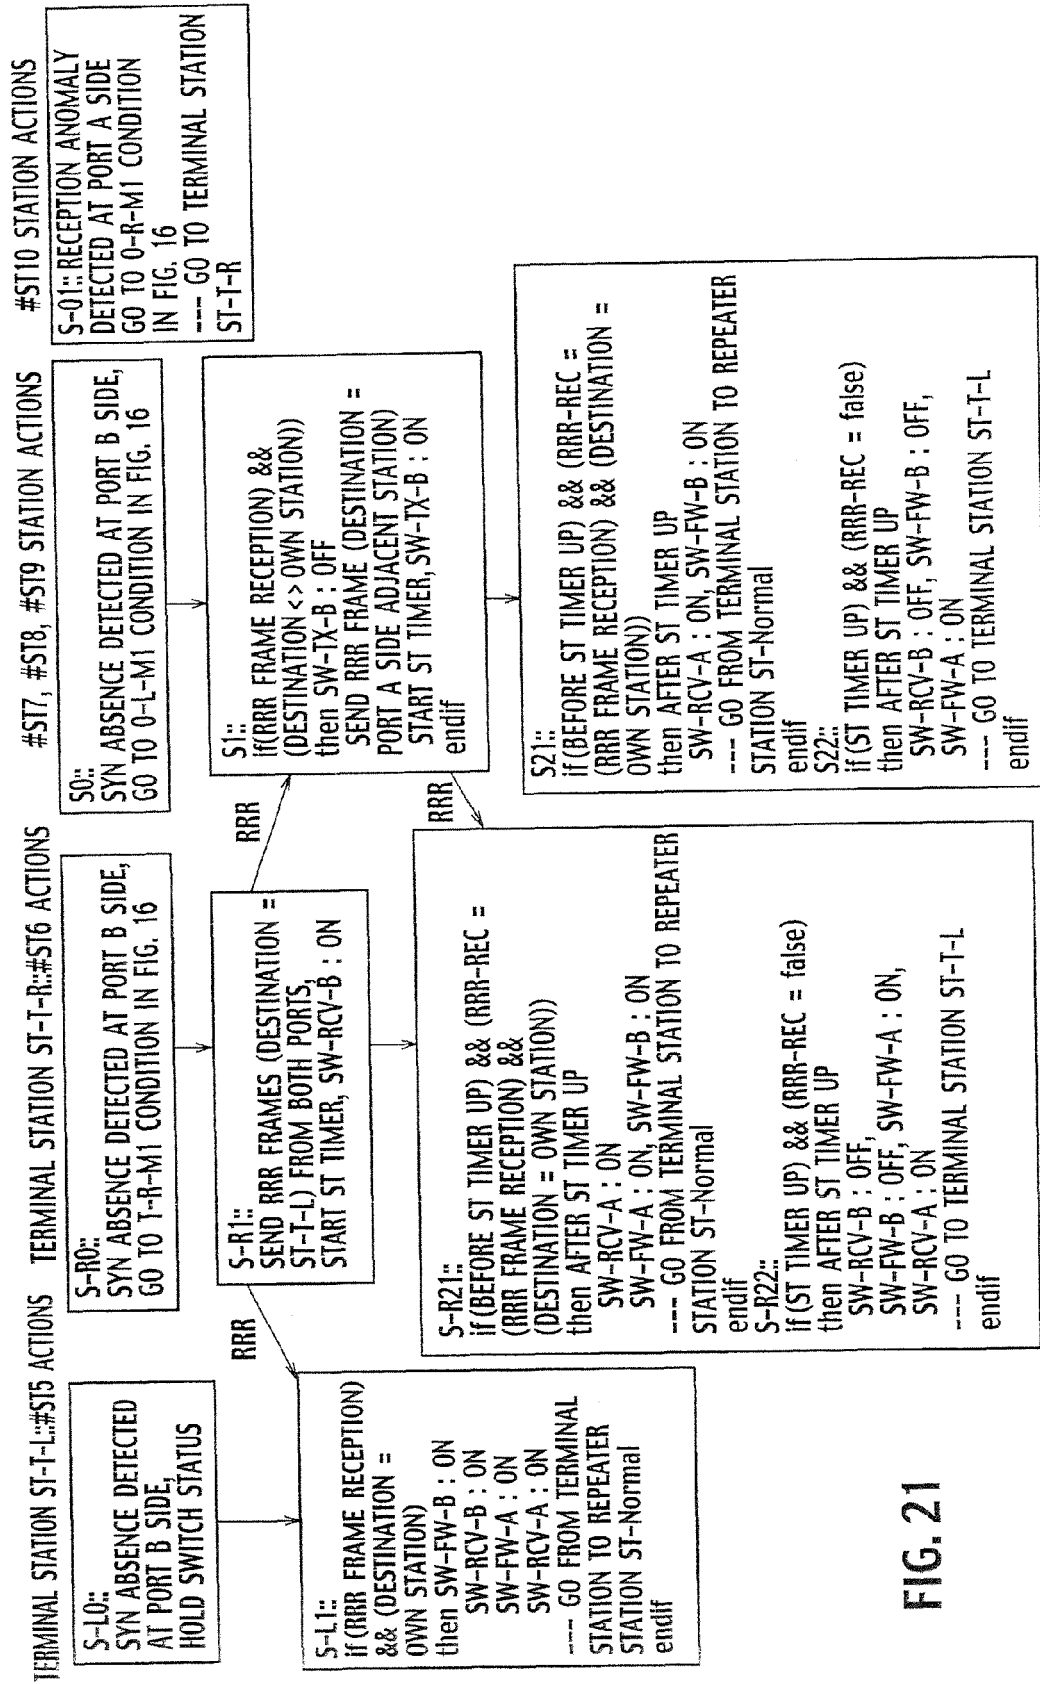 TERMINAL STATION ST-T-L::#ST5 ACTIONS
S-L0::
SYN ABSENCE DETECTED
AT PORT B SIDE,
HOLD SWITCH STATUS
S-L1::
if(RRR FRAME RECEPTION)
&& (DESTINATION =
OWN STATION)
then SW-FW-B : ON
SW-RCV-B : ON
SW-FW-A : ON
SW-RCV-A : ON
--- GO FROM TERMINAL
STATION TO REPEATER
STATION ST-Normal
endif
TERMINAL STATION ST-T-R::#ST6 ACTIONS
S-R0::
SYN ABSENCE DETECTED AT PORT B SIDE,
GO TO T-R-M1 CONDITION IN FIG. 16
S-R1::
SEND RRR FRAMES (DESTINATION =
ST-T-L) FROM BOTH PORTS,
START ST TIMER, SW-RCV-B : ON
RRR
RRR
RRR
S-R21::
if(BEFORE ST TIMER UP) && (RRR-REC =
(RRR FRAME RECEPTION) &&
(DESTINATION = OWN STATION))
then AFTER ST TIMER UP
SW-RCV-A : ON
SW-FW-A : ON, SW-FW-B : ON
--- GO FROM TERMINAL STATION TO REPEATER
STATION ST-Normal
endif
S-R22::
if(ST TIMER UP) && (RRR-REC = false)
then AFTER ST TIMER UP
SW-RCV-B : OFF,
SW-FW-B : OFF, SW-FW-A : ON,
SW-RCV-A : ON
--- GO TO TERMINAL STATION ST-T-L
endif
#ST7, #ST8, #ST9 STATION ACTIONS
S0::
SYN ABSENCE DETECTED AT PORT B SIDE,
GO TO 0-L-M1 CONDITION IN FIG. 16
S1::
if(RRR FRAME RECEPTION) &&
(DESTINATION <> OWN STATION))
then SW-TX-B : OFF
SEND RRR FRAME (DESTINATION =
PORT A SIDE ADJACENT STATION)
START ST TIMER, SW-TX-B : ON
endif
S21::
if(BEFORE ST TIMER UP) && (RRR-REC =
(RRR FRAME RECEPTION) && (DESTINATION =
OWN STATION))
then AFTER ST TIMER UP
SW-RCV-A : ON, SW-FW-B : ON
--- GO FROM TERMINAL STATION TO REPEATER
STATION ST-Normal
endif
S22::
if(ST TIMER UP) && (RRR-REC = false)
then AFTER ST TIMER UP
SW-RCV-B : OFF, SW-FW-B : OFF,
SW-FW-A : ON
--- GO TO TERMINAL STATION ST-T-L
endif
#ST10 STATION ACTIONS
S-01:: RECEPTION ANOMALY
DETECTED AT PORT A SIDE
GO TO 0-R-M1 CONDITION
IN FIG. 16
--- GO TO TERMINAL STATION
ST-T-R
FIG. 21